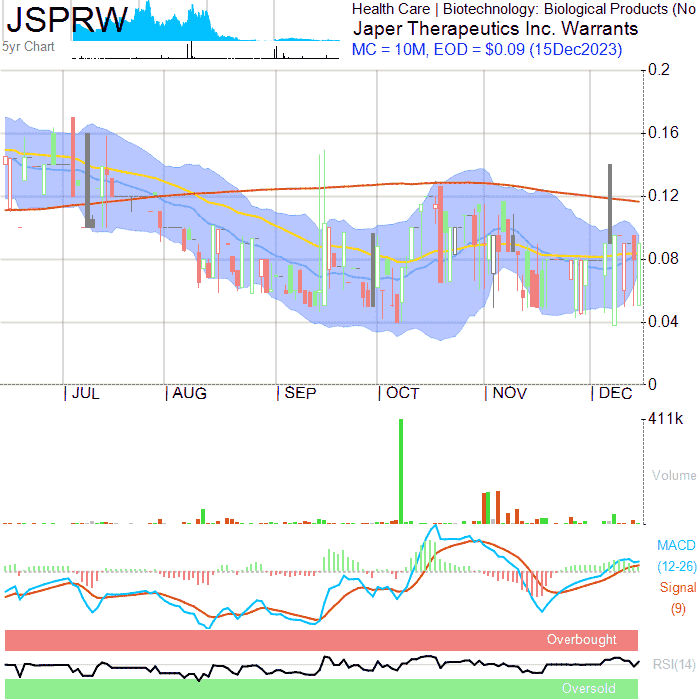 JSPRW
Health Care | Biotechnology: Biological Products (No
Japer Therapeutics Inc. Warrants
5yr Chart
MC = 10M, EOD = $0.09 (15Dec2023)
0.2
0.16
0.12
0.08
0.04
0
| JUL | AUG | SEP | OCT | NOV | DEC
411k
Volume
MACD
(12-26)
Signal
(9)
Overbought
RSI(14)
Oversold